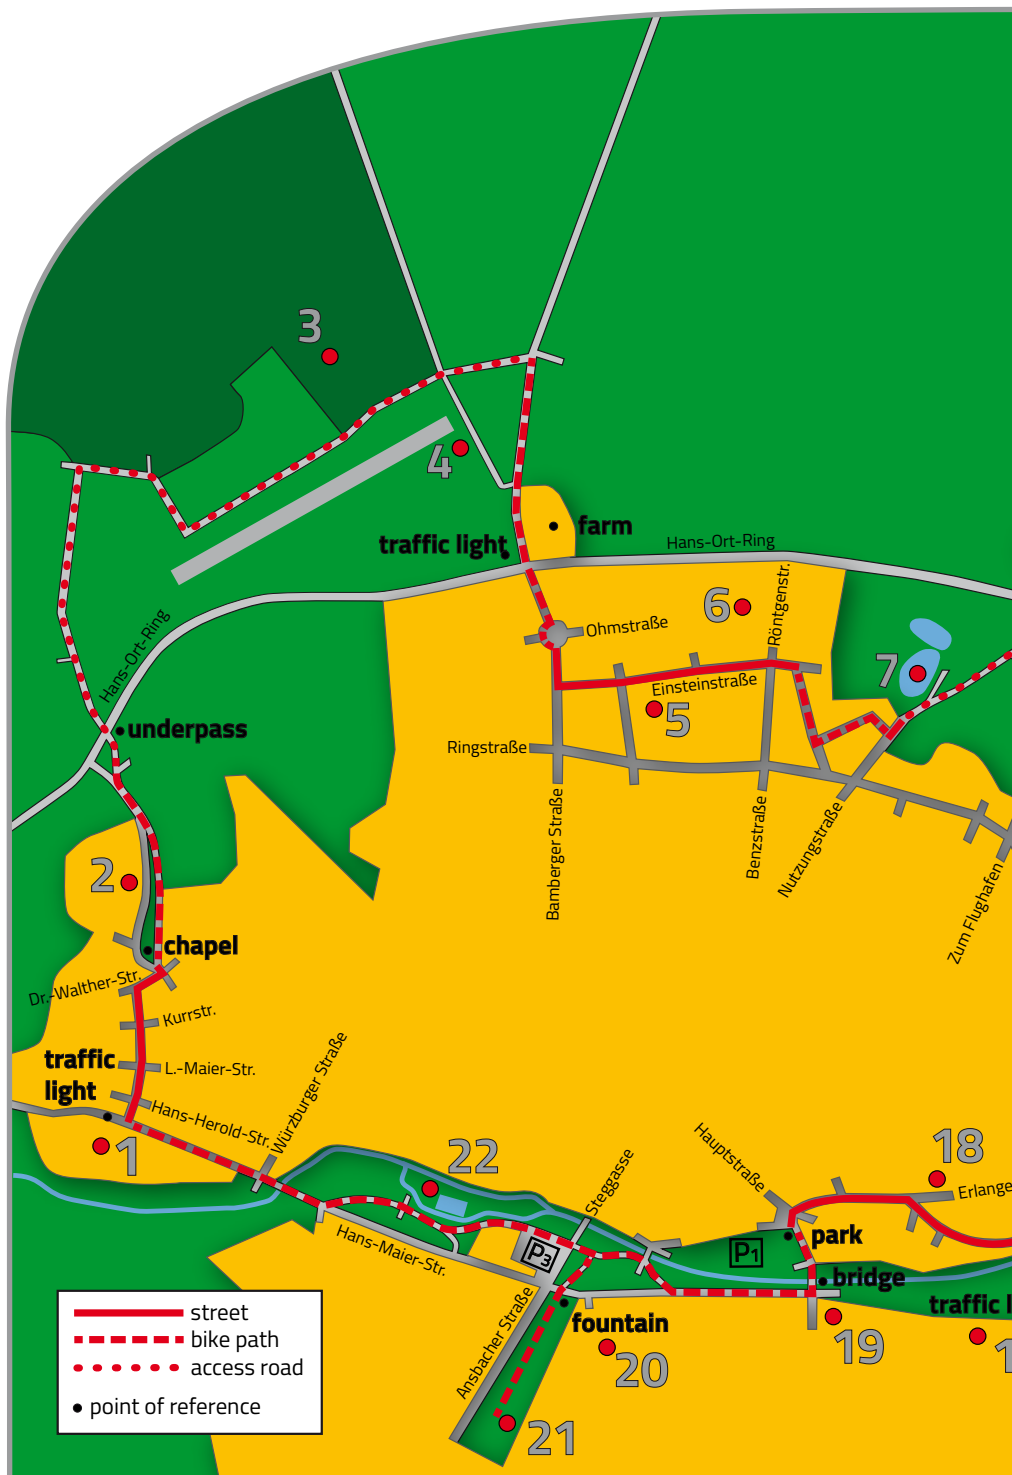 3
4
farm
traffic light
Hans-Ort-Ring
6
Röntgenstr.
Ohmstraße
Hans-Ort-Ring
7
Einsteinstraße
5
underpass
Ringstraße
Bamberger Straße
Benzstraße
Nutzungstraße
Zum Flughafen
2
chapel
Dr.-Walther-Str.
Kurrstr.
traffic
light
L.-Maier-Str.
Hans-Herold-Str.
Würzburger Straße
1
22
Steggasse
Hauptstraße
18
Erlange
Hans-Maier-Str.
P3
P1
park
bridge
traffic l
Ansbacher Straße
fountain
19
1
20
21
street
bike path
access road
point of reference